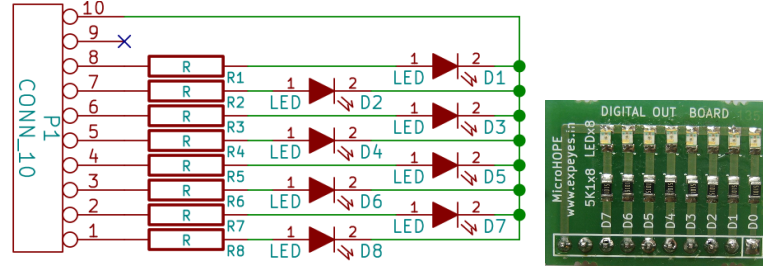 10
9
8 R R1 1 2 LED D1
7 R R2 1 2 LED D2
6 R R3 1 2 LED D3
5 R R4 1 2 LED D4
4 R R5 1 2 LED D5
3 R R6 1 2 LED D6
2 R R7 1 2 LED D7
1 R R8 1 2 LED D8
P1
CONN_10
DIGITAL OUT BOARD
MicroHOPE
www.expeyes.in
5K1x8 LEDx8
D7 D6 D5 D4 D3 D2 D1 D0